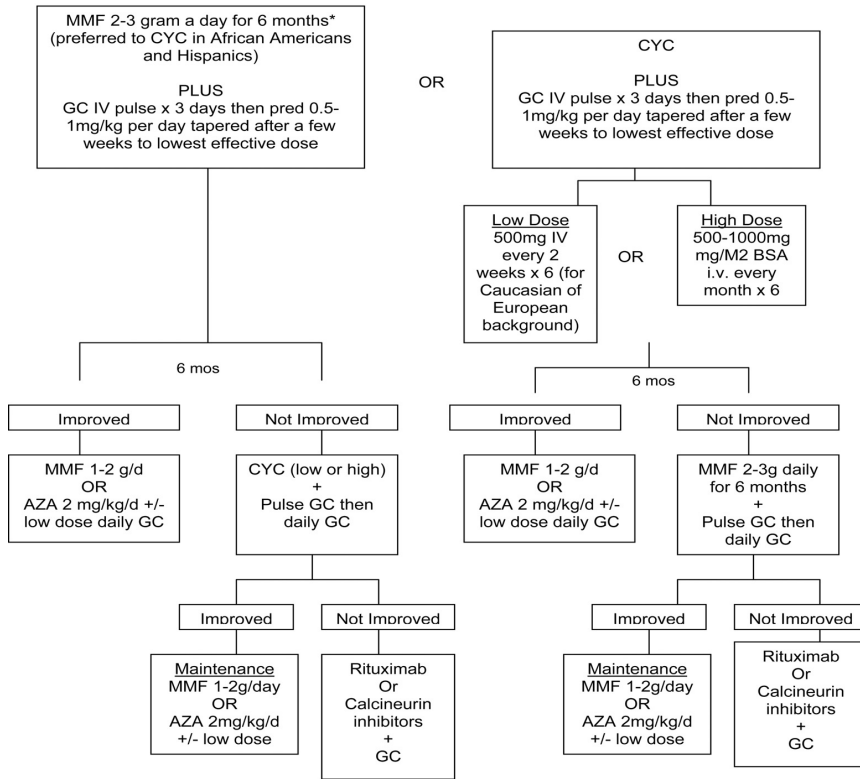 MMF 2-3 gram a day for 6 months*
(preferred to CYC in African Americans
and Hispanics)
PLUS
GC IV pulse x 3 days then pred 0.5-
1mg/kg per day tapered after a few
weeks to lowest effective dose
OR
CYC
PLUS
GC IV pulse x 3 days then pred 0.5-
1mg/kg per day tapered after a few
weeks to lowest effective dose
Low Dose
500mg IV
every 2
weeks x 6 (for
Caucasian of
European
background)
OR
High Dose
500-1000mg
mg/M2 BSA
i.v. every
month x 6
6 mos
6 mos
Improved
Not Improved
Improved
Not Improved
MMF 1-2 g/d
OR
AZA 2 mg/kg/d +/-
low dose daily GC
CYC (low or high)
+
Pulse GC then
daily GC
MMF 1-2 g/d
OR
AZA 2 mg/kg/d +/-
low dose daily GC
MMF 2-3g daily
for 6 months
+
Pulse GC then
daily GC
Improved
Not Improved
Improved
Not Improved
Maintenance
MMF 1-2g/day
OR
AZA 2mg/kg/d
+/- low dose
Rituximab
Or
Calcineurin
inhibitors
+
GC
Maintenance
MMF 1-2g/day
OR
AZA 2mg/kg/d
+/- low dose
Rituximab
Or
Calcineurin
inhibitors
+
GC